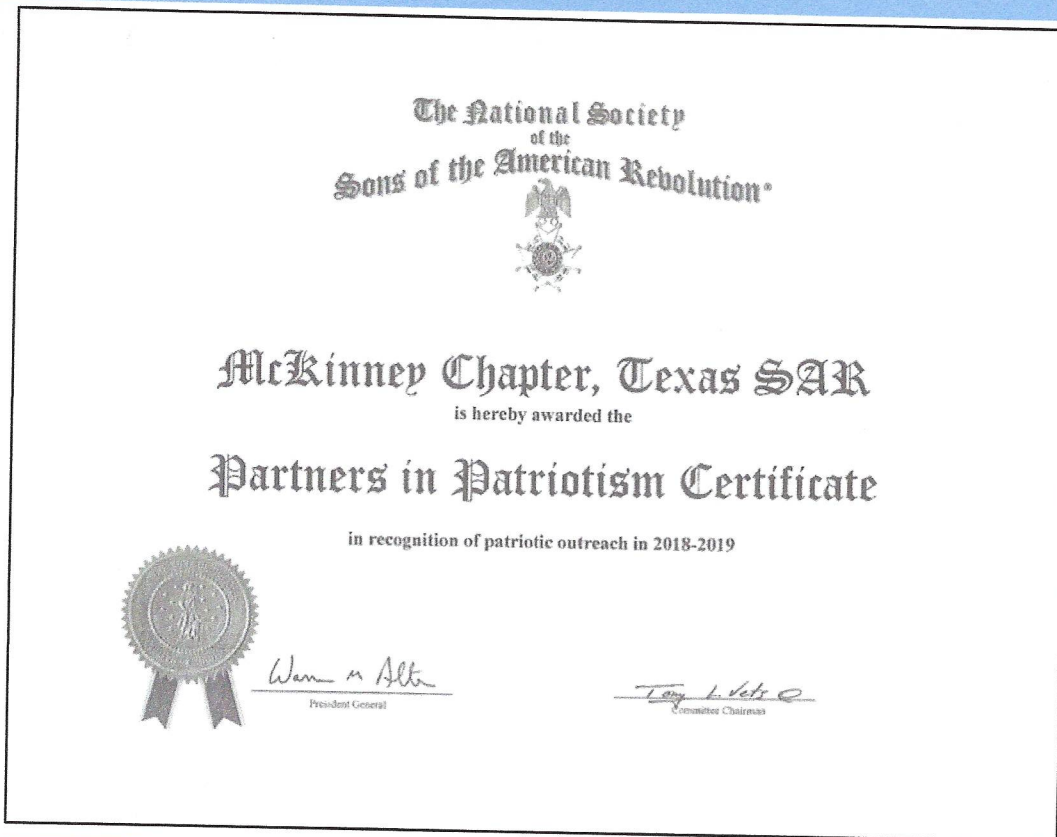 The National Society
of the
Sons of the American Revolution®
McKinney Chapter, Texas SAR
is hereby awarded the
Partners in Patriotism Certificate
in recognition of patriotic outreach in 2018-2019
President General
Committee Chairman